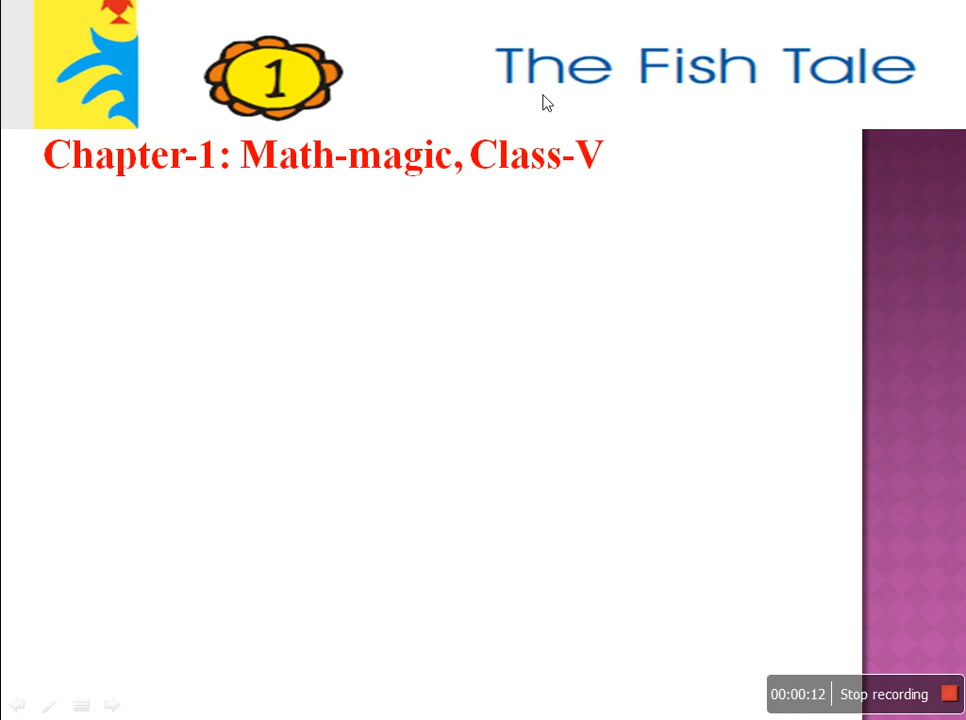 1
The Fish Tale
Chapter-1: Math-magic, Class-V
00:00:12 Stop recording